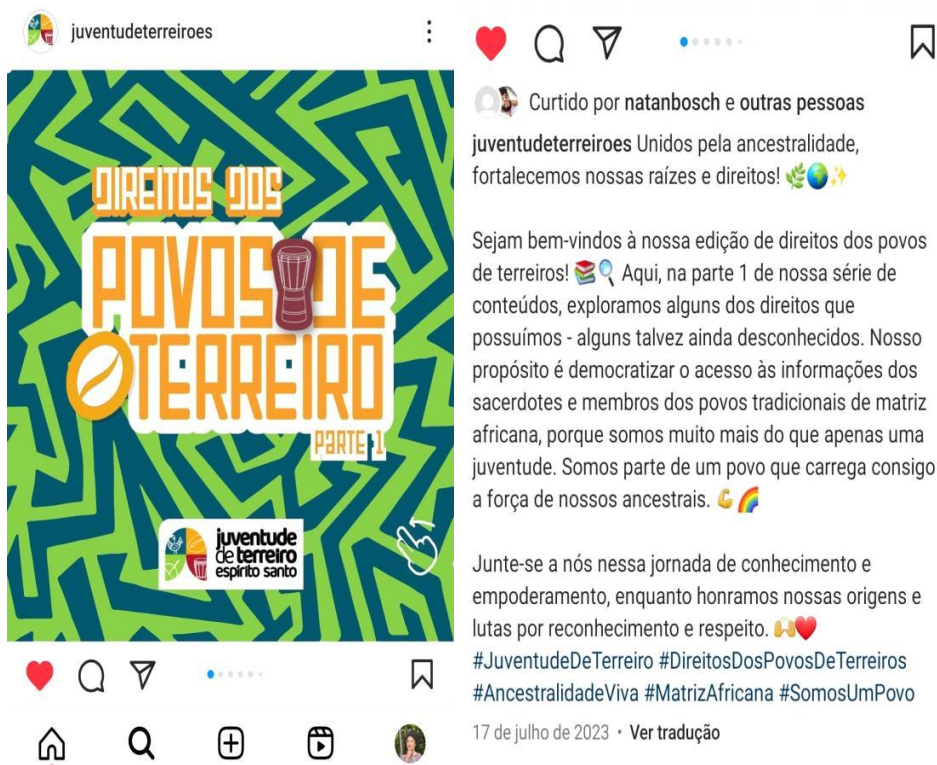 juventudeterreiroes
DIREITOS DOS
POVOS DE
TERREIRO
PARTE 1
juventude
de terreiro
espírito santo
Curtido por natanbosch e outras pessoas
juventudeterreiroes Unidos pela ancestralidade,
fortalecemos nossas raízes e direitos! 🌿🌍✨
Sejam bem-vindos à nossa edição de direitos dos povos
de terreiros! 📚🔍 Aqui, na parte 1 de nossa série de
conteúdos, exploramos alguns dos direitos que
possuímos - alguns talvez ainda desconhecidos. Nosso
propósito é democratizar o acesso às informações dos
sacerdotes e membros dos povos tradicionais de matriz
africana, porque somos muito mais do que apenas uma
juventude. Somos parte de um povo que carrega consigo
a força de nossos ancestrais. 💪🌈
Junte-se a nós nessa jornada de conhecimento e
empoderamento, enquanto honramos nossas origens e
lutas por reconhecimento e respeito. 🙌❤️
#JuventudeDeTerreiro #DireitosDosPovosDeTerreiros
#AncestralidadeViva #MatrizAfricana #SomosUmPovo
17 de julho de 2023 • Ver tradução